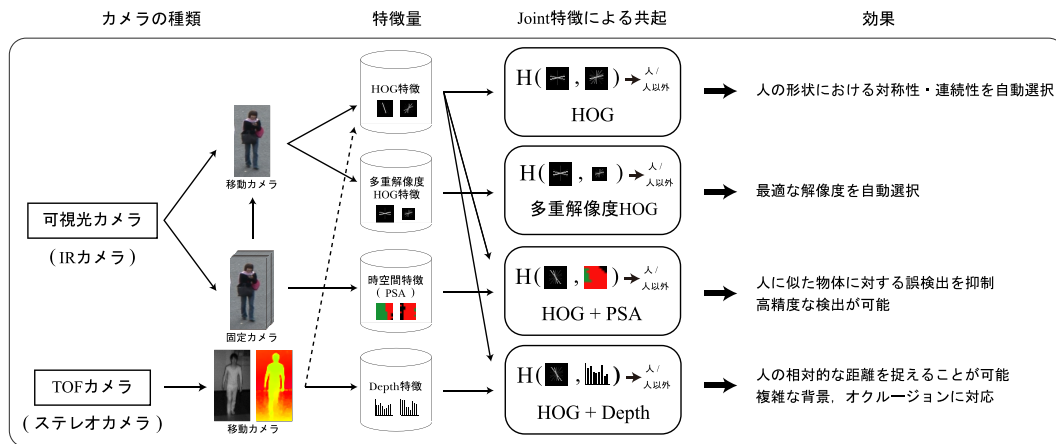 カメラの種類
特徴量
Joint特徴による共起
効果
可視光カメラ
( IRカメラ )
TOFカメラ
(ステレオカメラ)
移動カメラ
固定カメラ
移動カメラ
HOG特徴
多重解像度
HOG特徴
時空間特徴
( PSA )
Depth特徴
H( , ) 人 /
人以外
HOG
H( , ) 人 /
人以外
多重解像度HOG
H( , ) 人 /
人以外
HOG + PSA
H( , ) 人 /
人以外
HOG + Depth
人の形状における対称性・連続性を自動選択
最適な解像度を自動選択
人に似た物体に対する誤検出を抑制
高精度な検出が可能
人の相対的な距離を捉えることが可能
複雑な背景，オクルージョンに対応